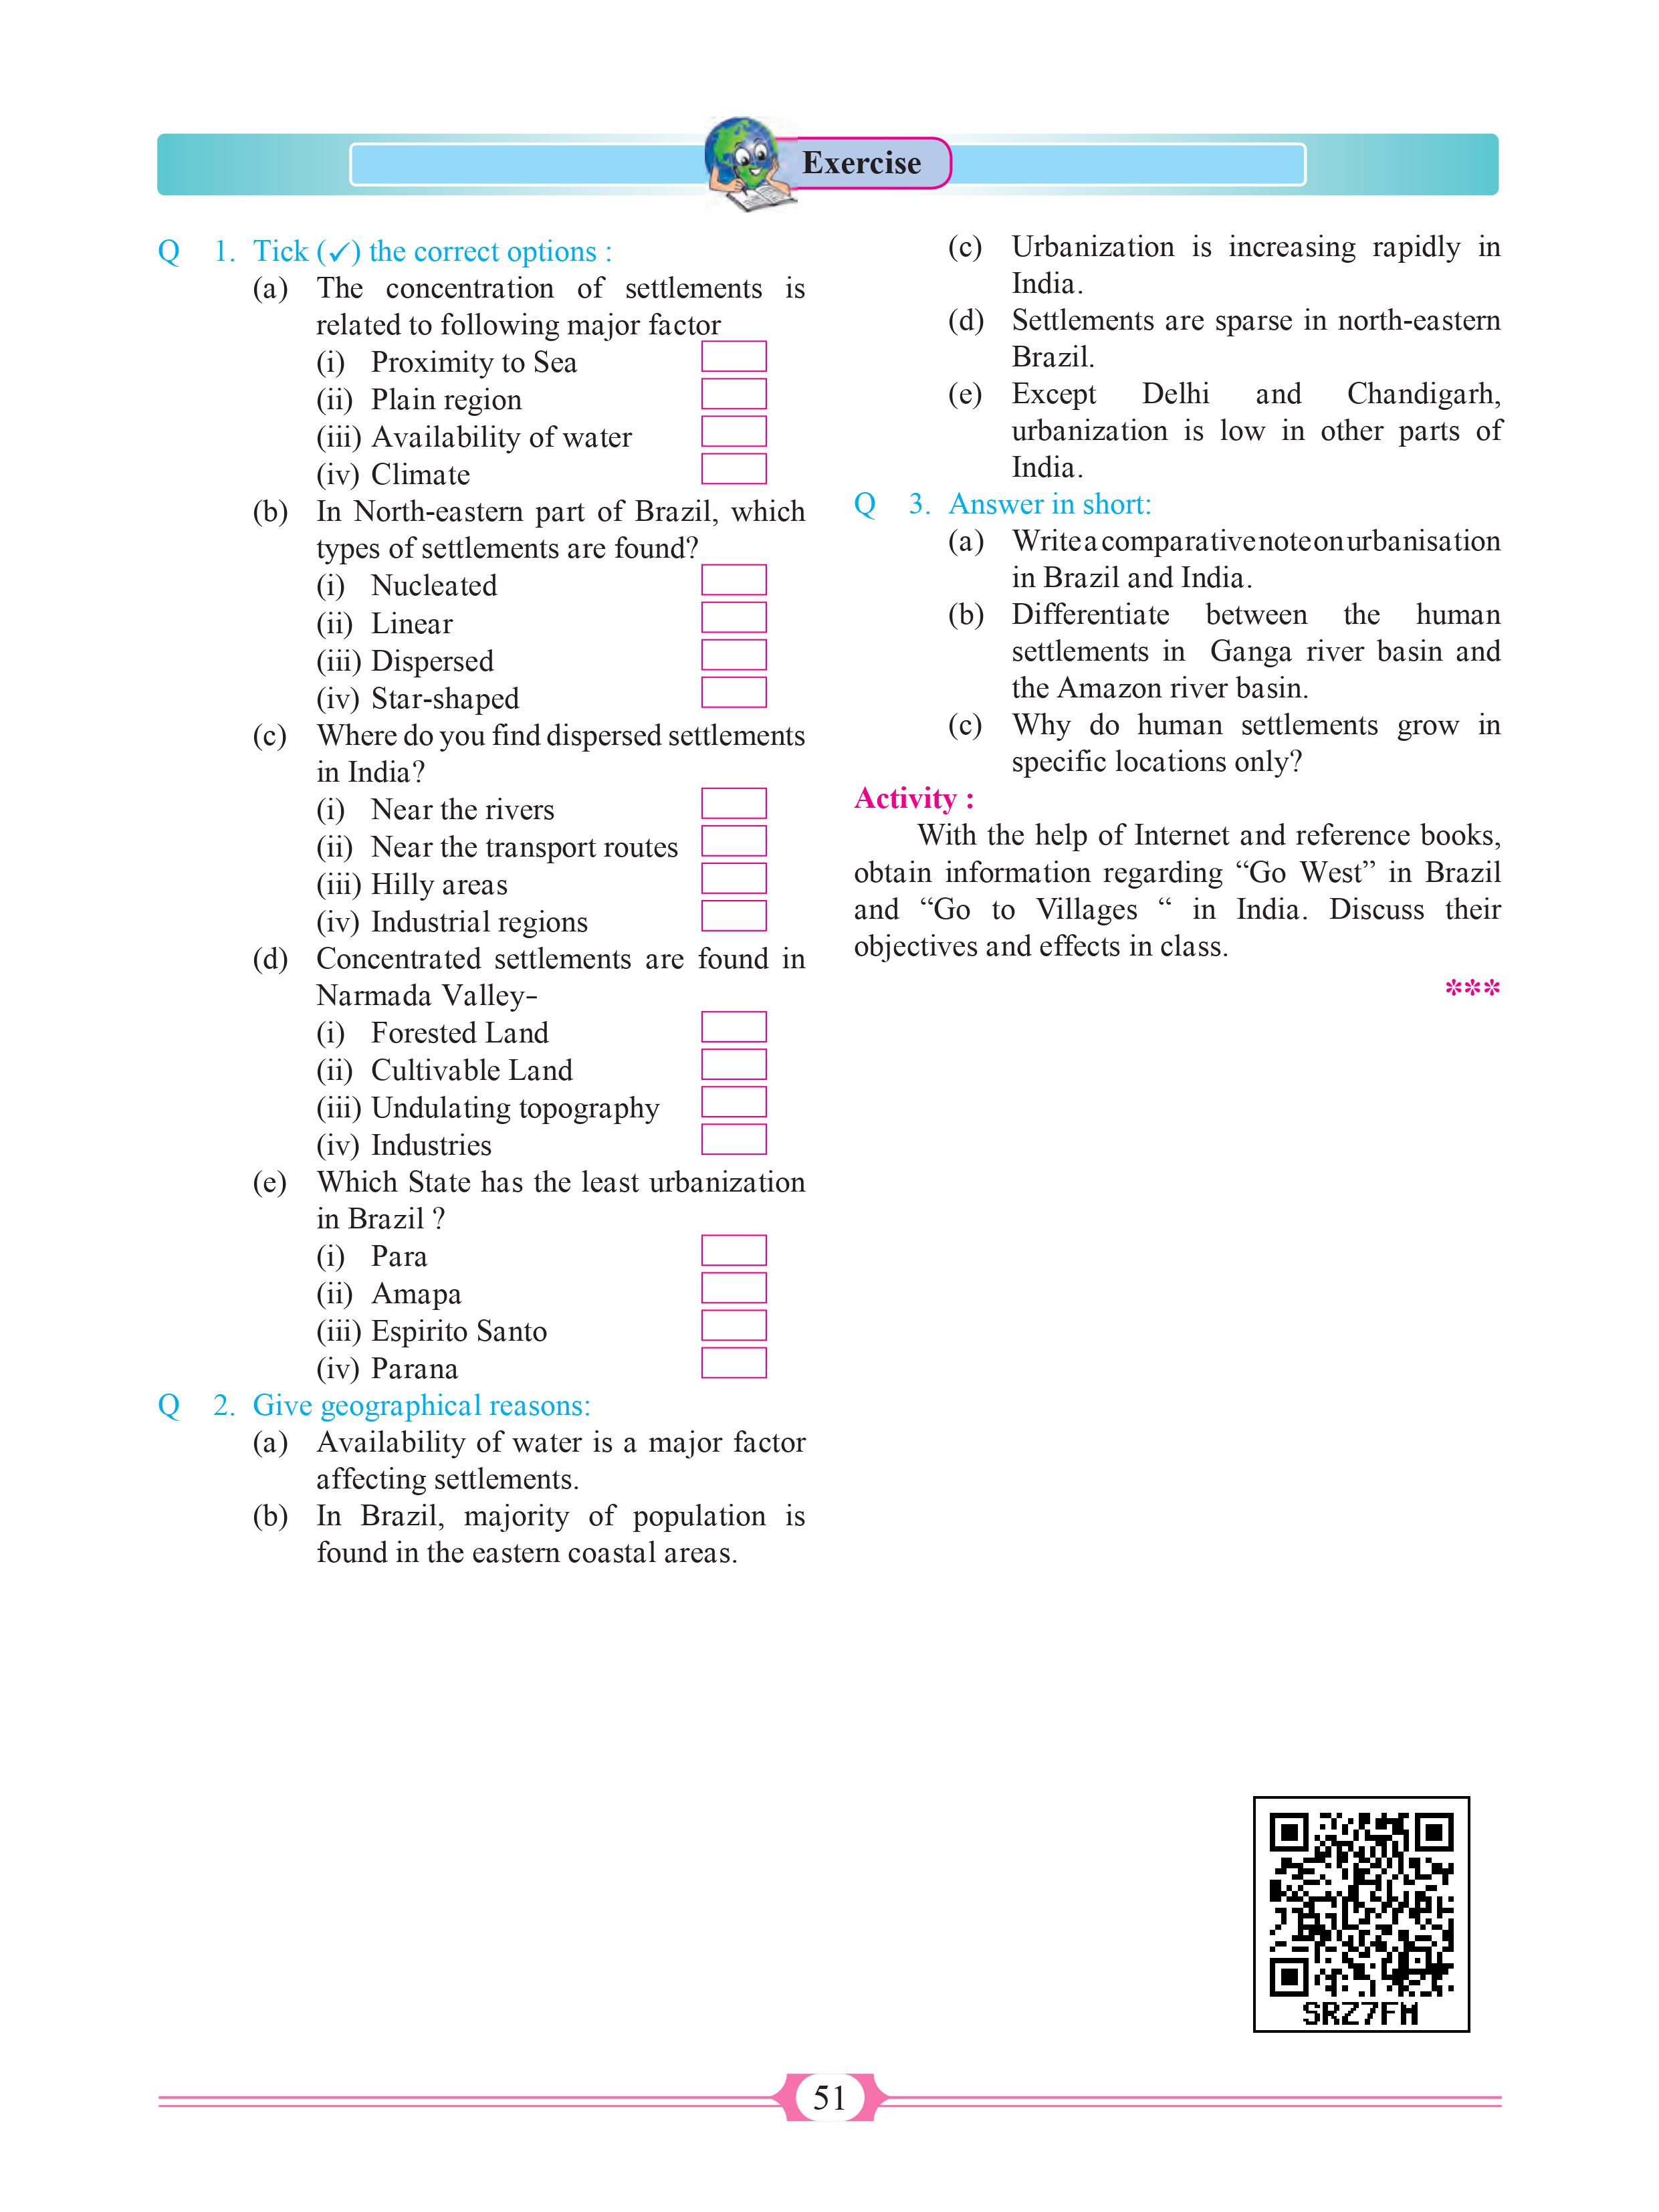 Exercise
Q 1. Tick (✓) the correct options :
(a) The concentration of settlements is
related to following major factor
(i) Proximity to Sea
(ii) Plain region
(iii) Availability of water
(iv) Climate
(b) In North-eastern part of Brazil, which
types of settlements are found?
(i) Nucleated
(ii) Linear
(iii) Dispersed
(iv) Star-shaped
(c) Where do you find dispersed settlements
in India?
(i) Near the rivers
(ii) Near the transport routes
(iii) Hilly areas
(iv) Industrial regions
(d) Concentrated settlements are found in
Narmada Valley-
(i) Forested Land
(ii) Cultivable Land
(iii) Undulating topography
(iv) Industries
(e) Which State has the least urbanization
in Brazil ?
(i) Para
(ii) Amapa
(iii) Espirito Santo
(iv) Parana
Q 2. Give geographical reasons:
(a) Availability of water is a major factor
affecting settlements.
(b) In Brazil, majority of population is
found in the eastern coastal areas.
(c) Urbanization is increasing rapidly in
India.
(d) Settlements are sparse in north-eastern
Brazil.
(e) Except Delhi and Chandigarh,
urbanization is low in other parts of
India.
Q 3. Answer in short:
(a) Write a comparative note on urbanisation
in Brazil and India.
(b) Differentiate between the human
settlements in Ganga river basin and
the Amazon river basin.
(c) Why do human settlements grow in
specific locations only?
Activity :
With the help of Internet and reference books,
obtain information regarding “Go West” in Brazil
and “Go to Villages “ in India. Discuss their
objectives and effects in class.
***
SRZ7FM
51